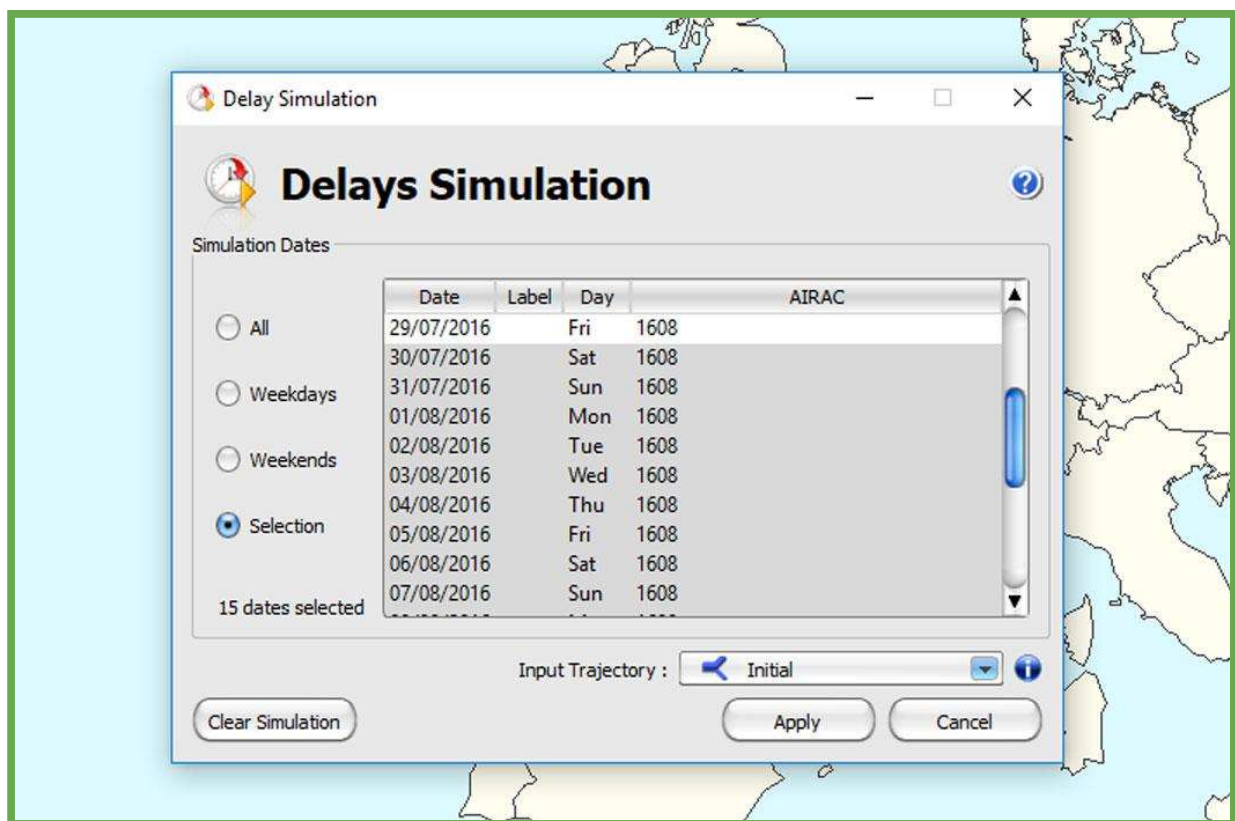 Delay Simulation
Delays Simulation
Simulation Dates
All
Weekdays
Weekends
Selection
15 dates selected
Date Label Day AIRAC
29/07/2016 Fri 1608
30/07/2016 Sat 1608
31/07/2016 Sun 1608
01/08/2016 Mon 1608
02/08/2016 Tue 1608
03/08/2016 Wed 1608
04/08/2016 Thu 1608
05/08/2016 Fri 1608
06/08/2016 Sat 1608
07/08/2016 Sun 1608
Input Trajectory : Initial
Clear Simulation Apply Cancel